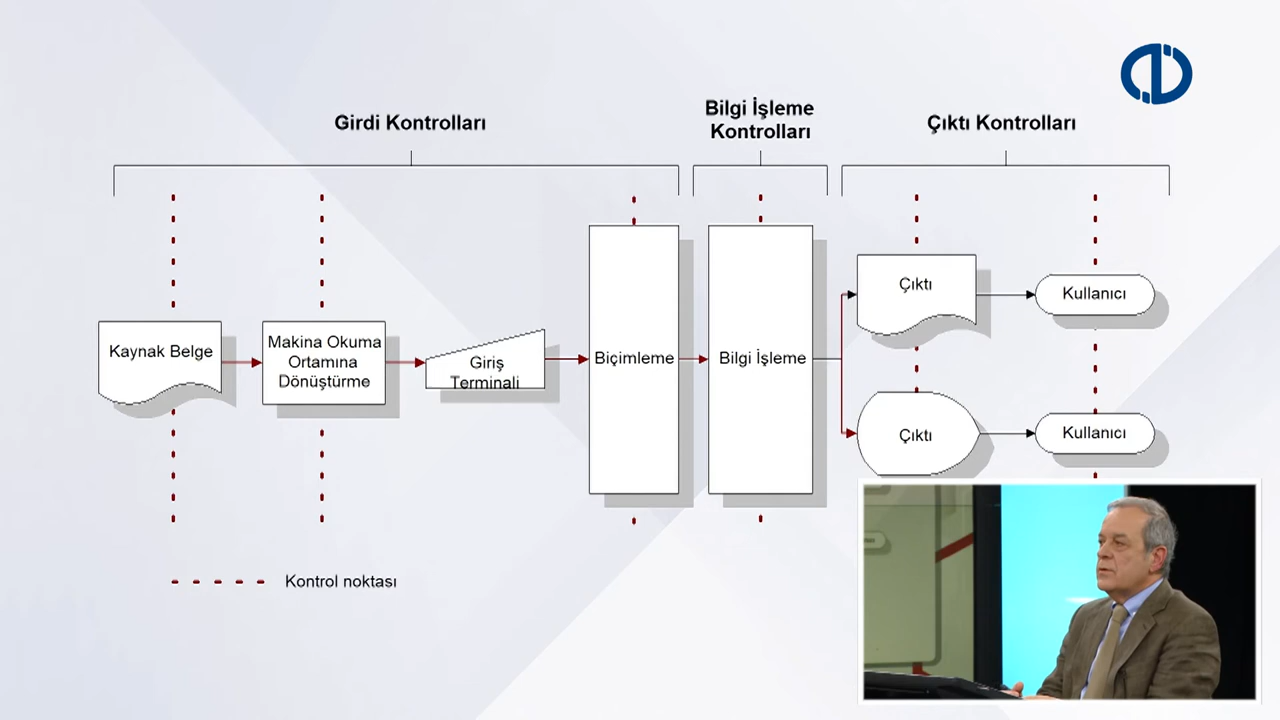 Girdi Kontrolları
Bilgi İşleme
Kontrolları
Çıktı Kontrolları
Kaynak Belge
Makina Okuma
Ortamına
Dönüştürme
Giriş
Terminali
Biçimleme
Bilgi İşleme
Çıktı
Kullanıcı
Çıktı
Kullanıcı
Kontrol noktası